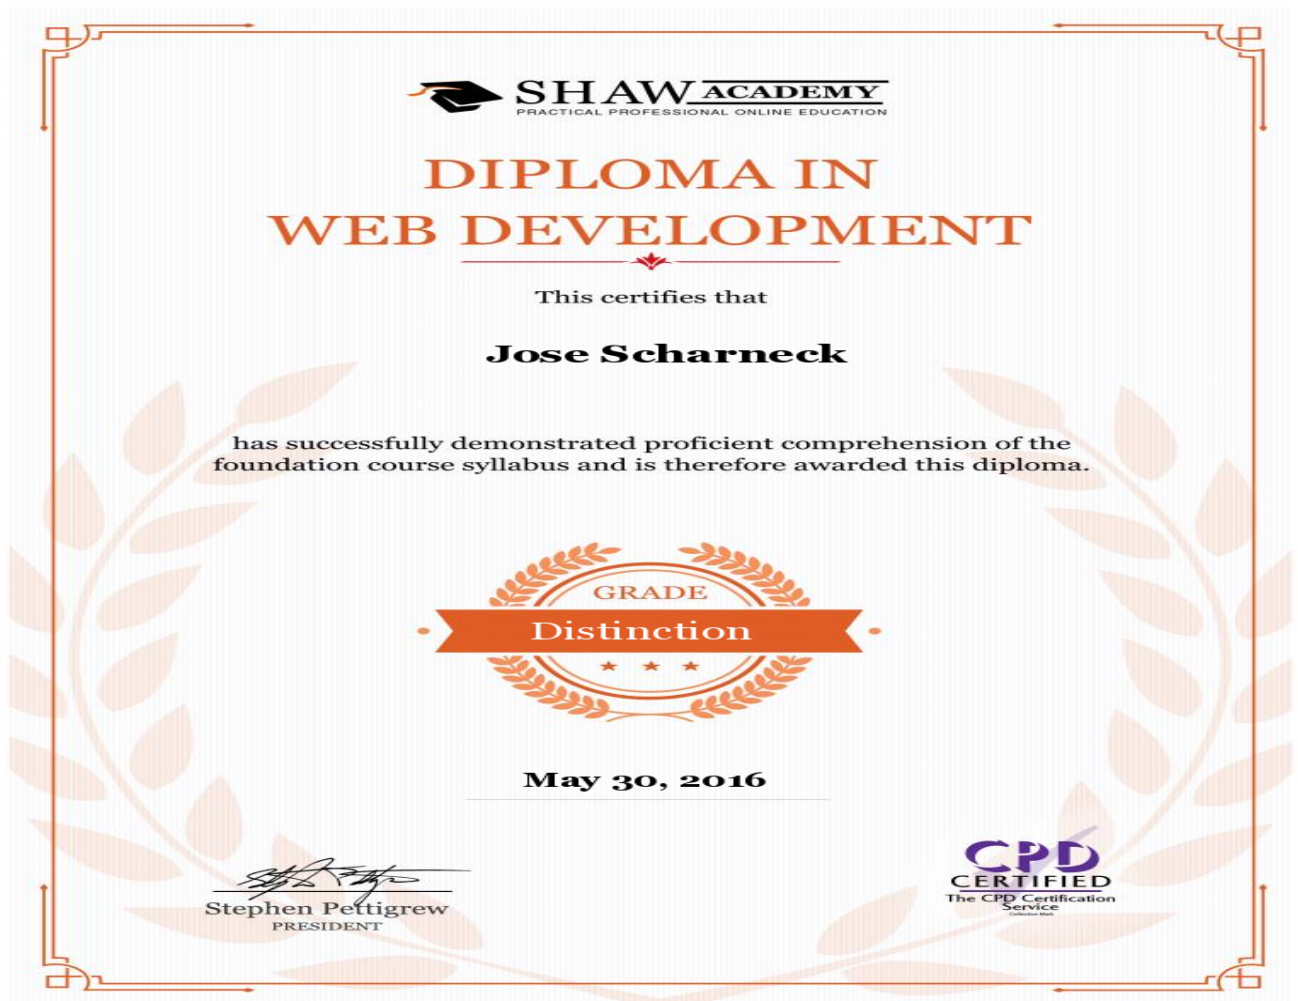 SHAW ACADEMY
PRACTICAL PROFESSIONAL ONLINE EDUCATION
DIPLOMA IN
WEB DEVELOPMENT
This certifies that
Jose Scharneck
has successfully demonstrated proficient comprehension of the
foundation course syllabus and is therefore awarded this diploma.
GRADE
Distinction
May 30, 2016
Stephen Pettigrew
PRESIDENT
CPD
CERTIFIED
The CPD Certification
Service
Collective Mark